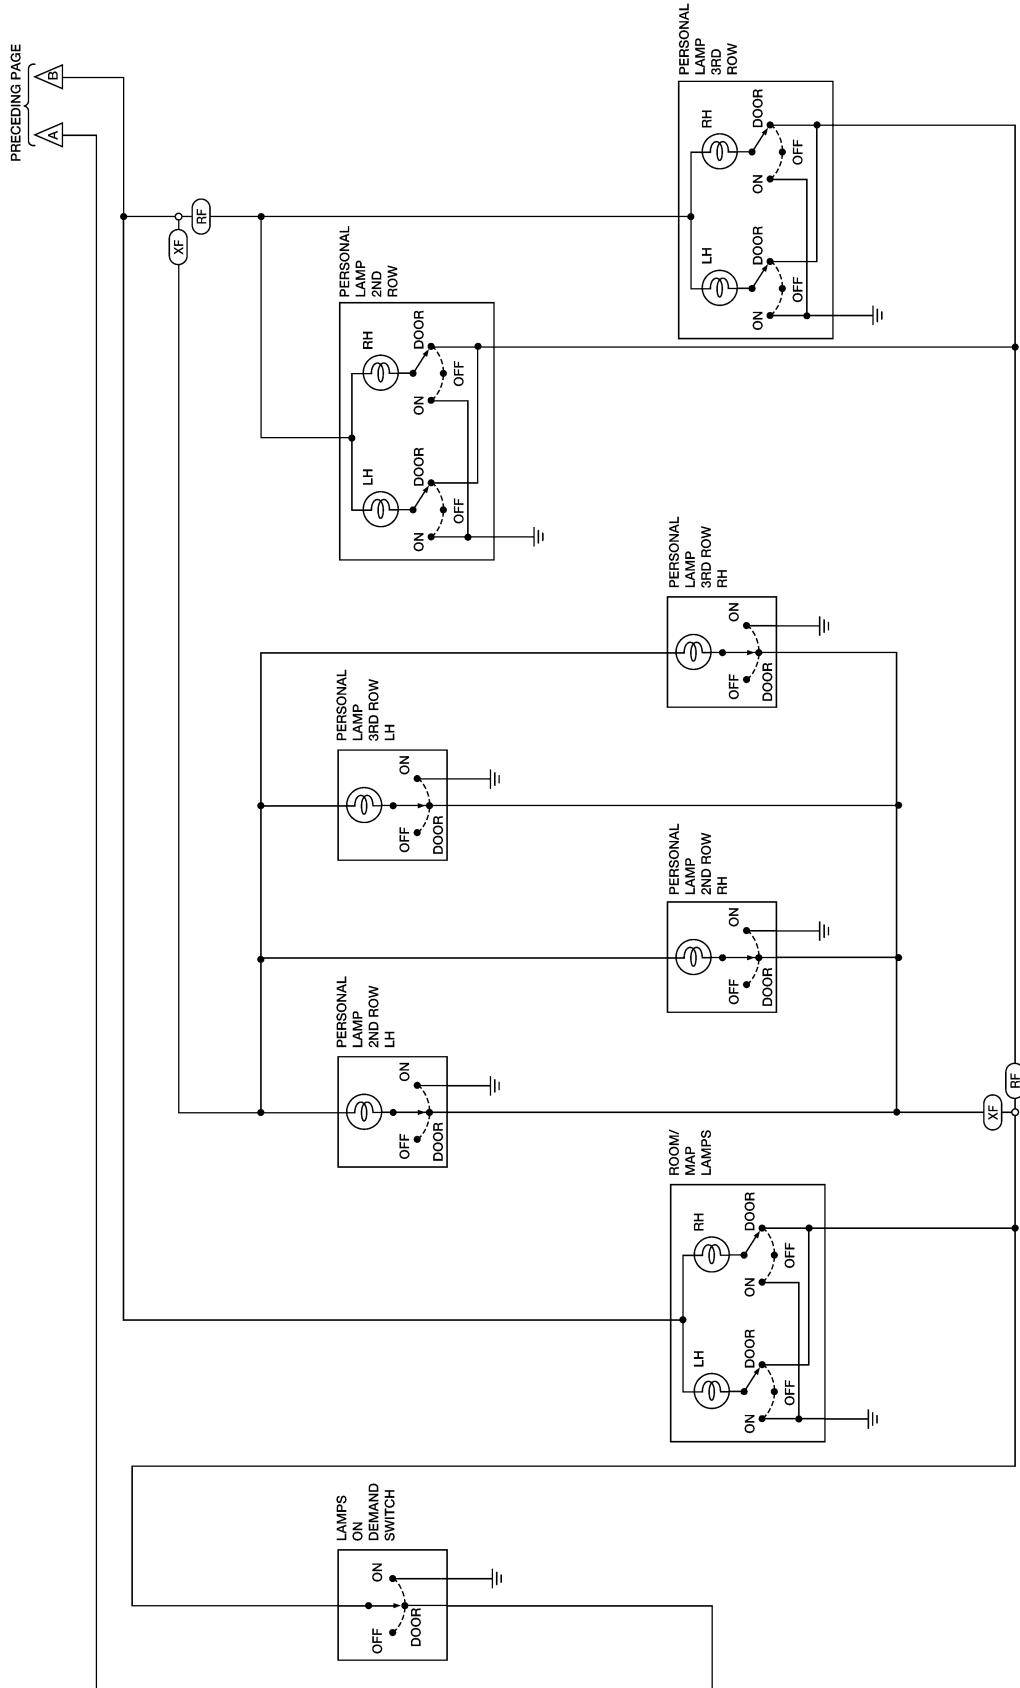 PRECEDING PAGE
A
B
XF
RF
PERSONAL
LAMP
3RD
ROW
LH
RH
ON
OFF
DOOR
ON
OFF
DOOR
PERSONAL
LAMP
2ND
ROW
LH
RH
ON
OFF
DOOR
ON
OFF
DOOR
PERSONAL
LAMP
3RD ROW
RH
OFF
DOOR
ON
PERSONAL
LAMP
3RD ROW
LH
OFF
DOOR
ON
PERSONAL
LAMP
2ND ROW
RH
OFF
DOOR
ON
PERSONAL
LAMP
2ND ROW
LH
OFF
DOOR
ON
XF
RF
ROOM/
MAP
LAMPS
LH
RH
ON
OFF
DOOR
ON
OFF
DOOR
LAMPS
ON
DEMAND
SWITCH
OFF
DOOR
ON